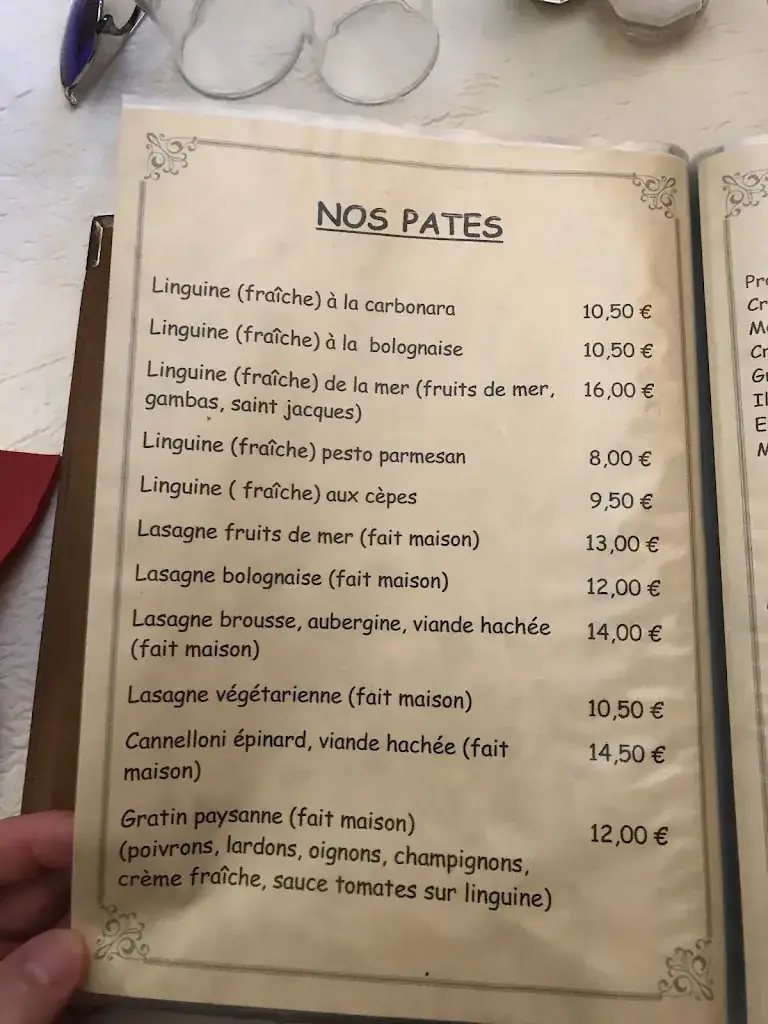 NOS PATES
Linguine (fraîche) à la carbonara 10,50 €
Linguine (fraîche) à la bolognaise 10,50 €
Linguine (fraîche) de la mer (fruits de mer, 16,00 €
gambas, saint jacques)
Linguine (fraîche) pesto parmesan 8,00 €
Linguine ( fraîche) aux cèpes 9,50 €
Lasagne fruits de mer (fait maison) 13,00 €
Lasagne bolognaise (fait maison) 12,00 €
Lasagne brousse, aubergine, viande hachée 14,00 €
(fait maison)
Lasagne végétarienne (fait maison) 10,50 €
Cannelloni épinard, viande hachée (fait 14,50 €
maison)
Gratin paysanne (fait maison) 12,00 €
(poivrons, lardons, oignons, champignons,
crème fraîche, sauce tomates sur linguine)